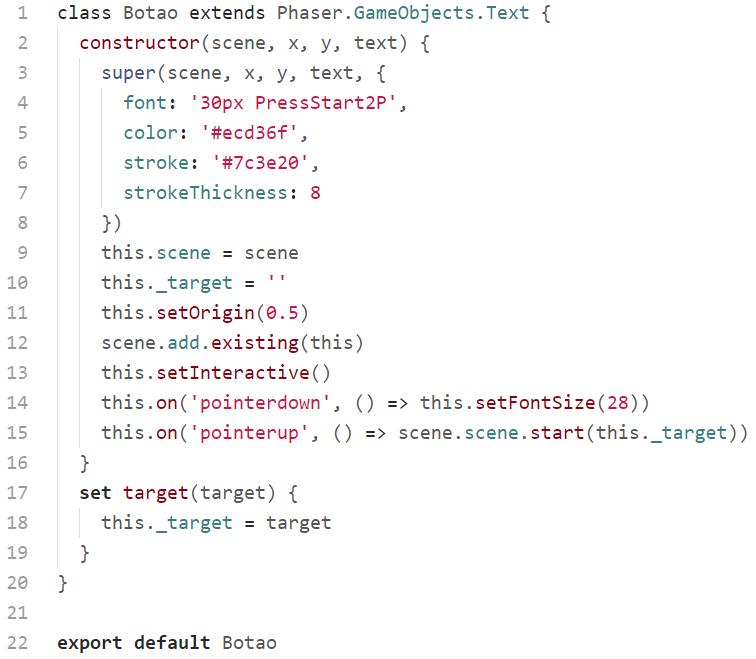 1 class Botao extends Phaser.GameObjects.Text {
2 constructor(scene, x, y, text) {
3 super(scene, x, y, text, {
4 font: '30px PressStart2P',
5 color: '#ecd36f',
6 stroke: '#7c3e20',
7 strokeThickness: 8
8 })
9 this.scene = scene
10 this._target = ''
11 this.setOrigin(0.5)
12 scene.add.existing(this)
13 this.setInteractive()
14 this.on('pointerdown', () => this.setFontSize(28))
15 this.on('pointerup', () => scene.scene.start(this._target))
16 }
17 set target(target) {
18 this._target = target
19 }
20 }
21
22 export default Botao